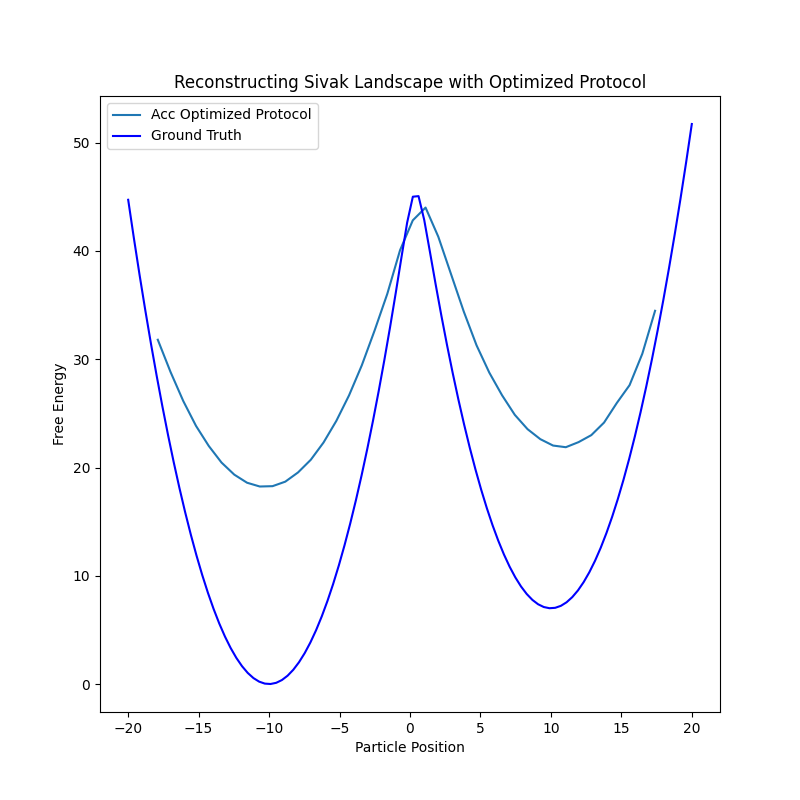 Reconstructing Sivak Landscape with Optimized Protocol
Acc Optimized Protocol
Ground Truth
Free Energy
50
40
30
20
10
0
−20 −15 −10 −5 0 5 10 15 20
Particle Position